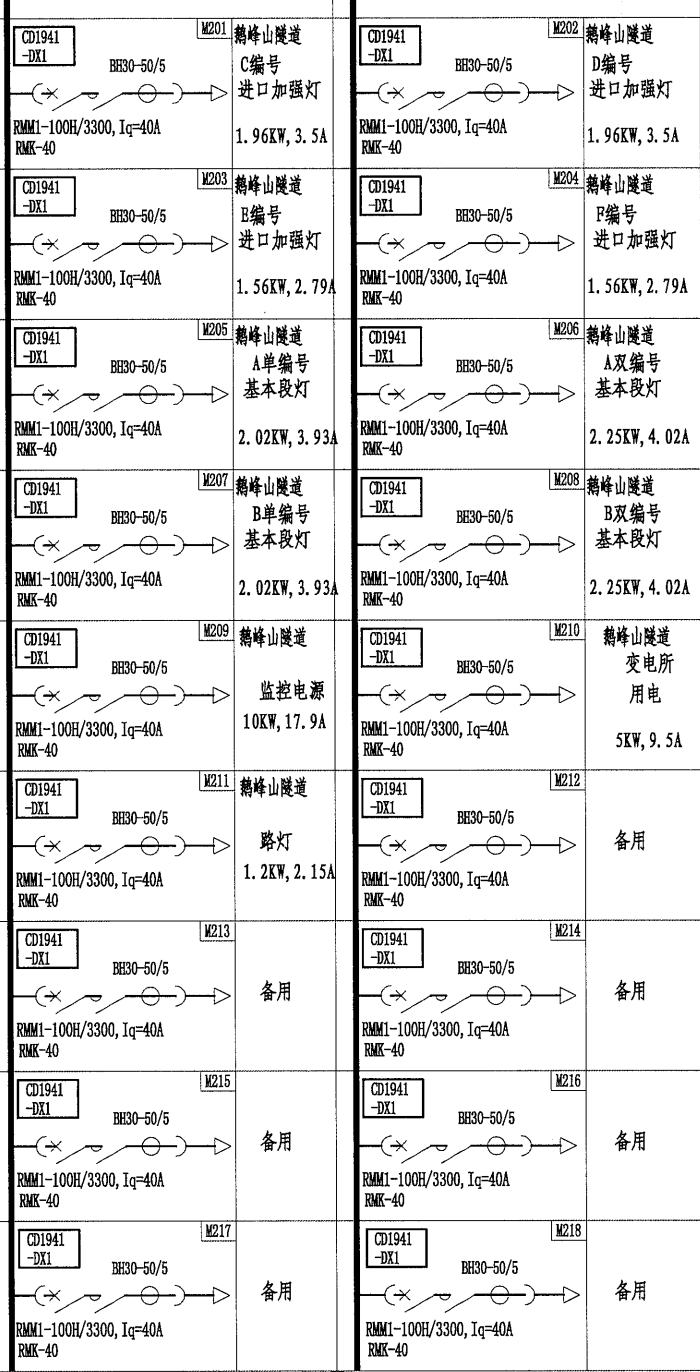 CD1941
-DX1
M201
BH30-50/5
RMM1-100H/3300, Iq=40A
RMK-40
鹅峰山隧道
C编号
进口加强灯
1.96KW, 3.5A
CD1941
-DX1
M202
BH30-50/5
RMM1-100H/3300, Iq=40A
RMK-40
鹅峰山隧道
D编号
进口加强灯
1.96KW, 3.5A
CD1941
-DX1
M203
BH30-50/5
RMM1-100H/3300, Iq=40A
RMK-40
鹅峰山隧道
E编号
进口加强灯
1.56KW, 2.79A
CD1941
-DX1
M204
BH30-50/5
RMM1-100H/3300, Iq=40A
RMK-40
鹅峰山隧道
F编号
进口加强灯
1.56KW, 2.79A
CD1941
-DX1
M205
BH30-50/5
RMM1-100H/3300, Iq=40A
RMK-40
鹅峰山隧道
A单编号
基本段灯
2.02KW, 3.93A
CD1941
-DX1
M206
BH30-50/5
RMM1-100H/3300, Iq=40A
RMK-40
鹅峰山隧道
A双编号
基本段灯
2.25KW, 4.02A
CD1941
-DX1
M207
BH30-50/5
RMM1-100H/3300, Iq=40A
RMK-40
鹅峰山隧道
B单编号
基本段灯
2.02KW, 3.93A
CD1941
-DX1
M208
BH30-50/5
RMM1-100H/3300, Iq=40A
RMK-40
鹅峰山隧道
B双编号
基本段灯
2.25KW, 4.02A
CD1941
-DX1
M209
BH30-50/5
RMM1-100H/3300, Iq=40A
RMK-40
鹅峰山隧道
监控电源
10KW, 17.9A
CD1941
-DX1
M210
BH30-50/5
RMM1-100H/3300, Iq=40A
RMK-40
鹅峰山隧道
变电所
用电
5KW, 9.5A
CD1941
-DX1
M211
BH30-50/5
RMM1-100H/3300, Iq=40A
RMK-40
鹅峰山隧道
路灯
1.2KW, 2.15A
CD1941
-DX1
M212
BH30-50/5
RMM1-100H/3300, Iq=40A
RMK-40
备用
CD1941
-DX1
M213
BH30-50/5
RMM1-100H/3300, Iq=40A
RMK-40
备用
CD1941
-DX1
M214
BH30-50/5
RMM1-100H/3300, Iq=40A
RMK-40
备用
CD1941
-DX1
M215
BH30-50/5
RMM1-100H/3300, Iq=40A
RMK-40
备用
CD1941
-DX1
M216
BH30-50/5
RMM1-100H/3300, Iq=40A
RMK-40
备用
CD1941
-DX1
M217
BH30-50/5
RMM1-100H/3300, Iq=40A
RMK-40
备用
CD1941
-DX1
M218
BH30-50/5
RMM1-100H/3300, Iq=40A
RMK-40
备用